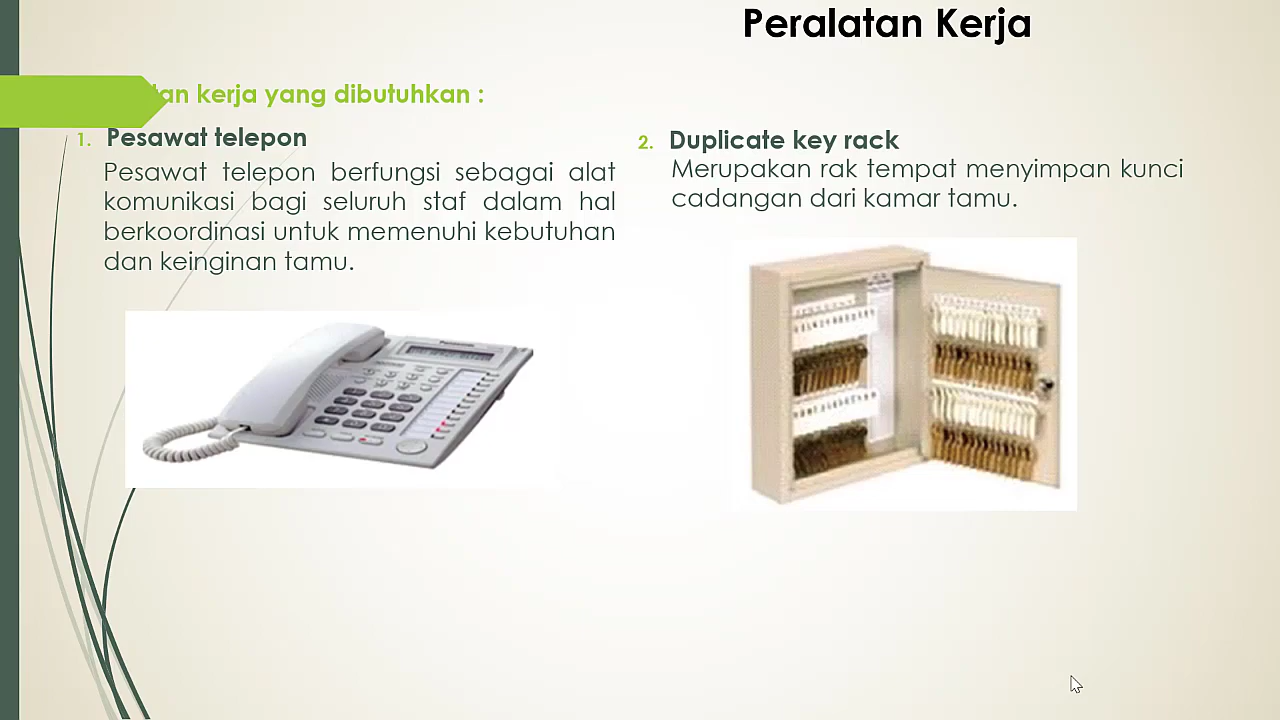 Peralatan Kerja
kerja yang dibutuhkan :
1. Pesawat telepon
Pesawat telepon berfungsi sebagai alat
komunikasi bagi seluruh staf dalam hal
berkoordinasi untuk memenuhi kebutuhan
dan keinginan tamu.
2. Duplicate key rack
Merupakan rak tempat menyimpan kunci
cadangan dari kamar tamu.